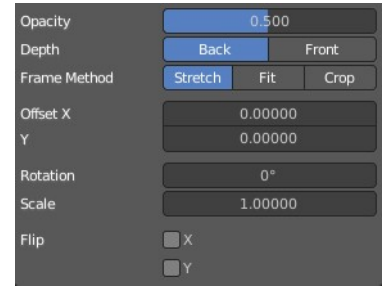 Opacity 0.500
Depth Back Front
Frame Method Stretch Fit Crop
Offset X 0.00000
Y 0.00000
Rotation 0°
Scale 1.00000
Flip X
Y